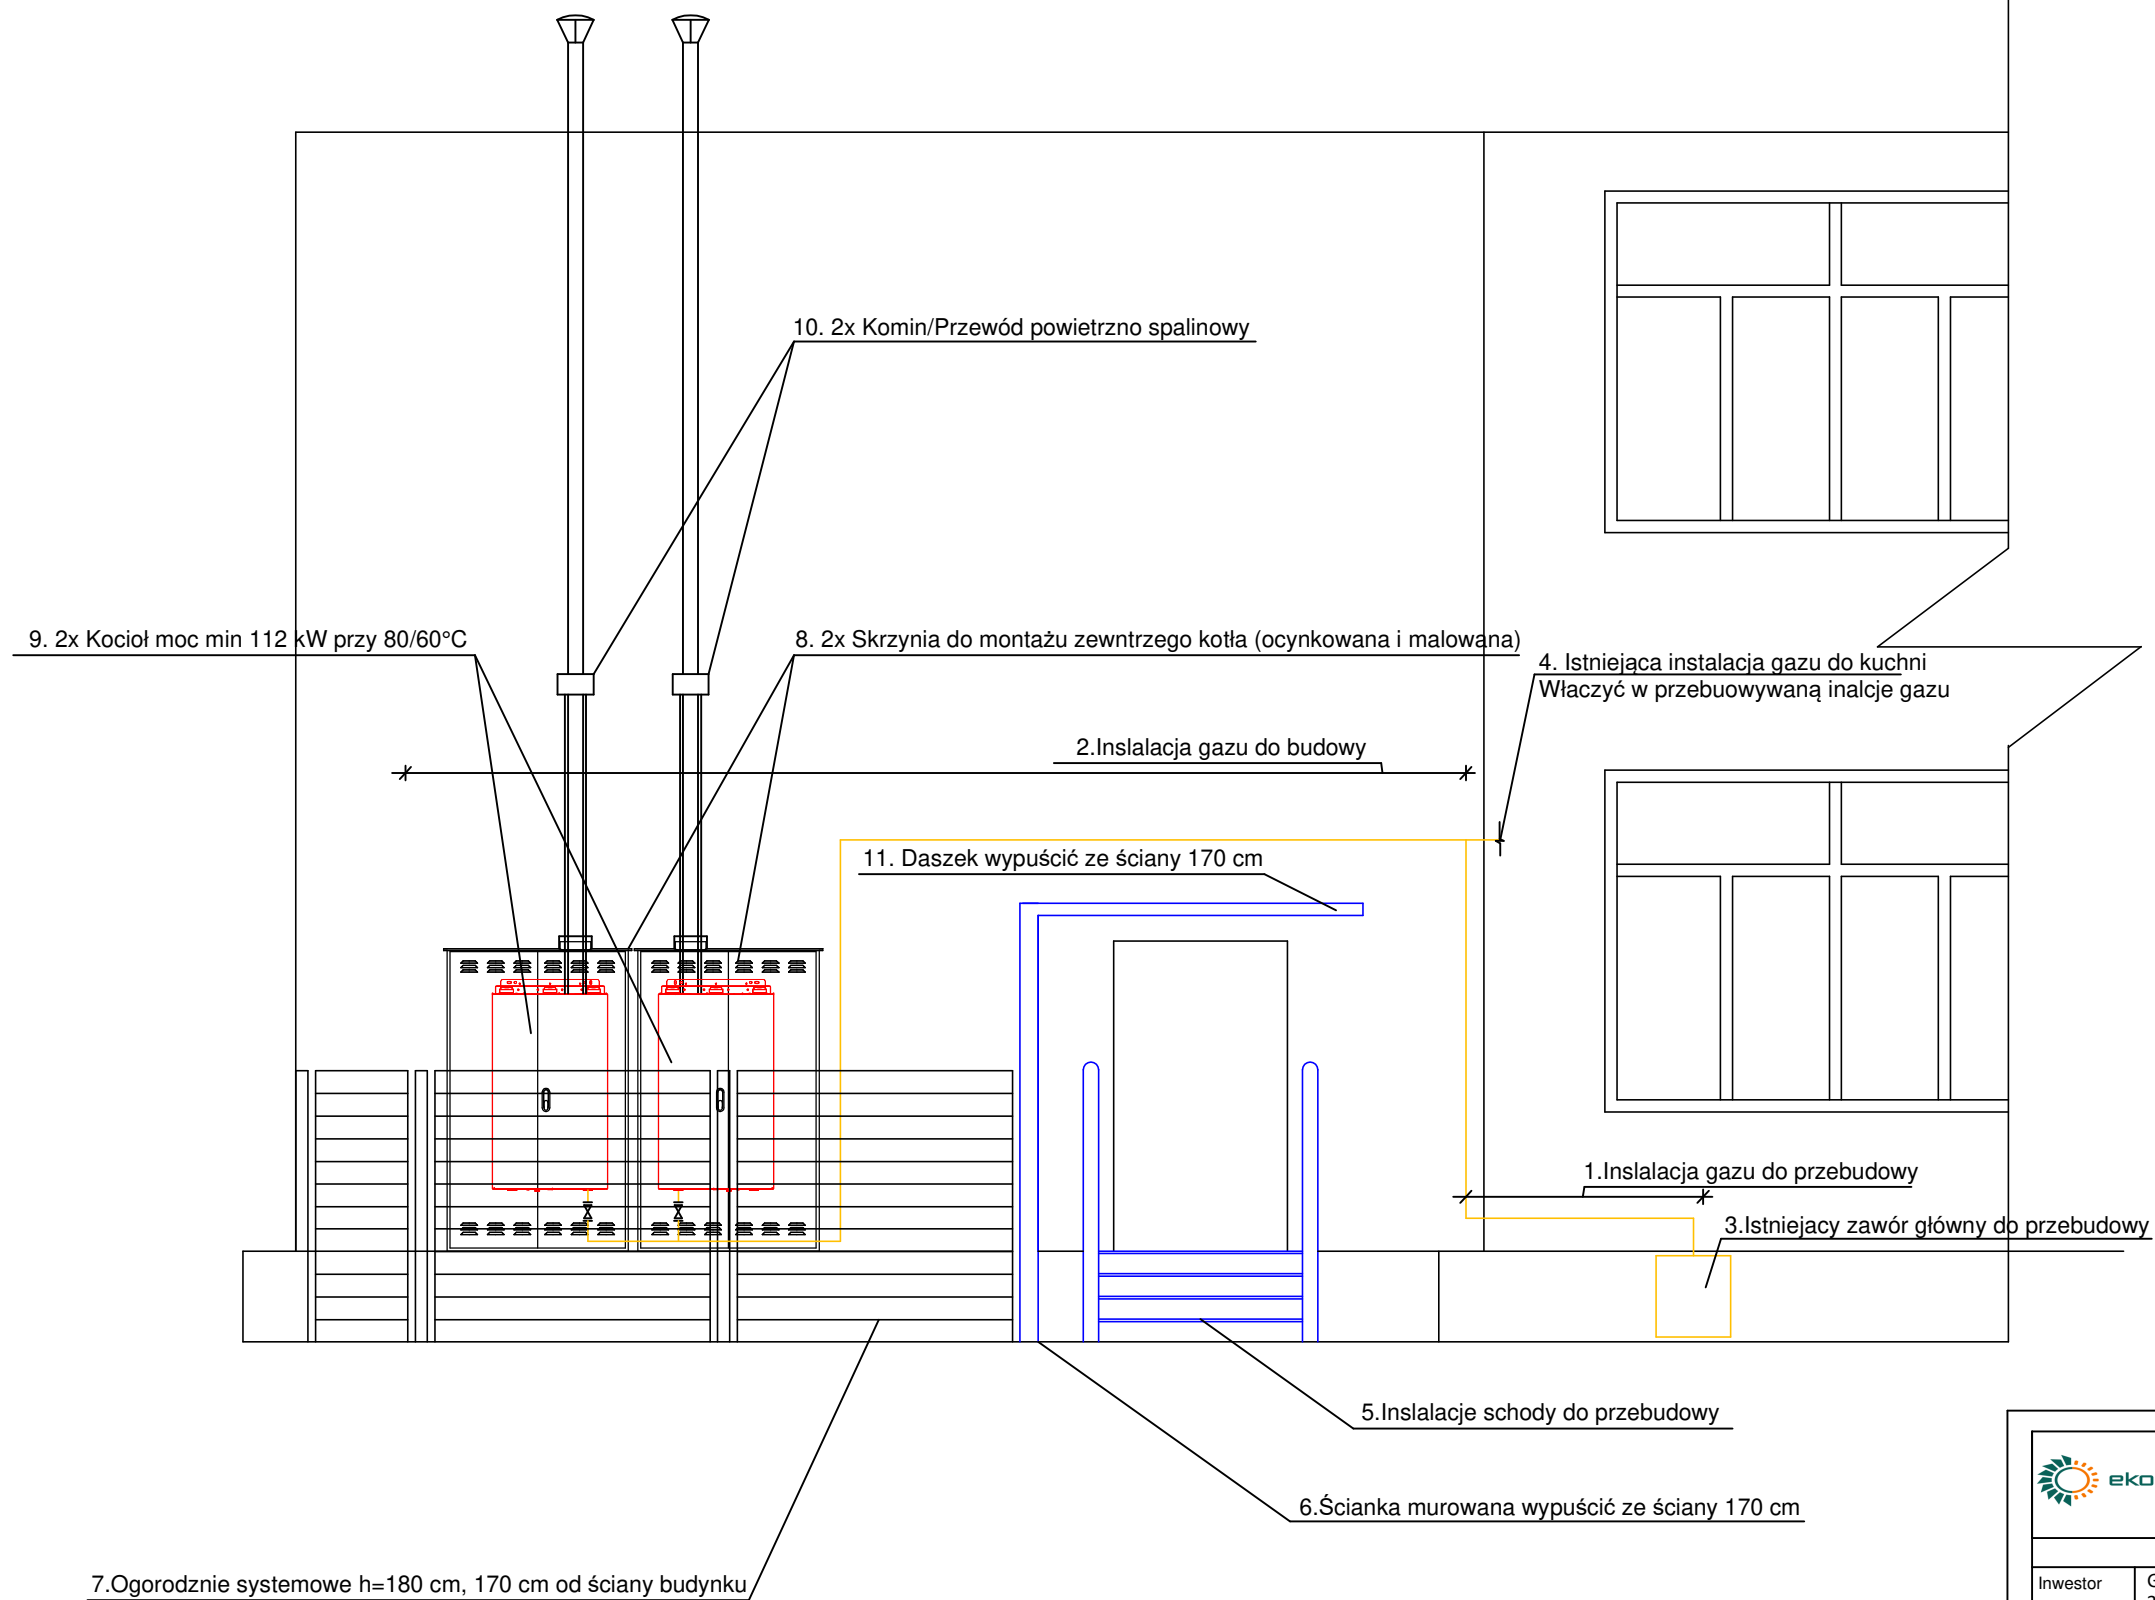 10. 2x Komin/Przewód powietrzno spalinowy
9. 2x Kocioł moc min 112 kW przy 80/60°C
8. 2x Skrzynia do montażu zewntrzego kotła (ocynkowana i malowana)
4. Istniejąca instalacja gazu do kuchni
Właczyć w przebuowywaną inalcje gazu
2.Inslalacja gazu do budowy
11. Daszek wypuścić ze ściany 170 cm
1.Inslalacja gazu do przebudowy
3.Istniejacy zawór główny do przebudowy
5.Inslalacje schody do przebudowy
6.Ścianka murowana wypuścić ze ściany 170 cm
7.Ogorodznie systemowe h=180 cm, 170 cm od ściany budynku
eko
Inwestor